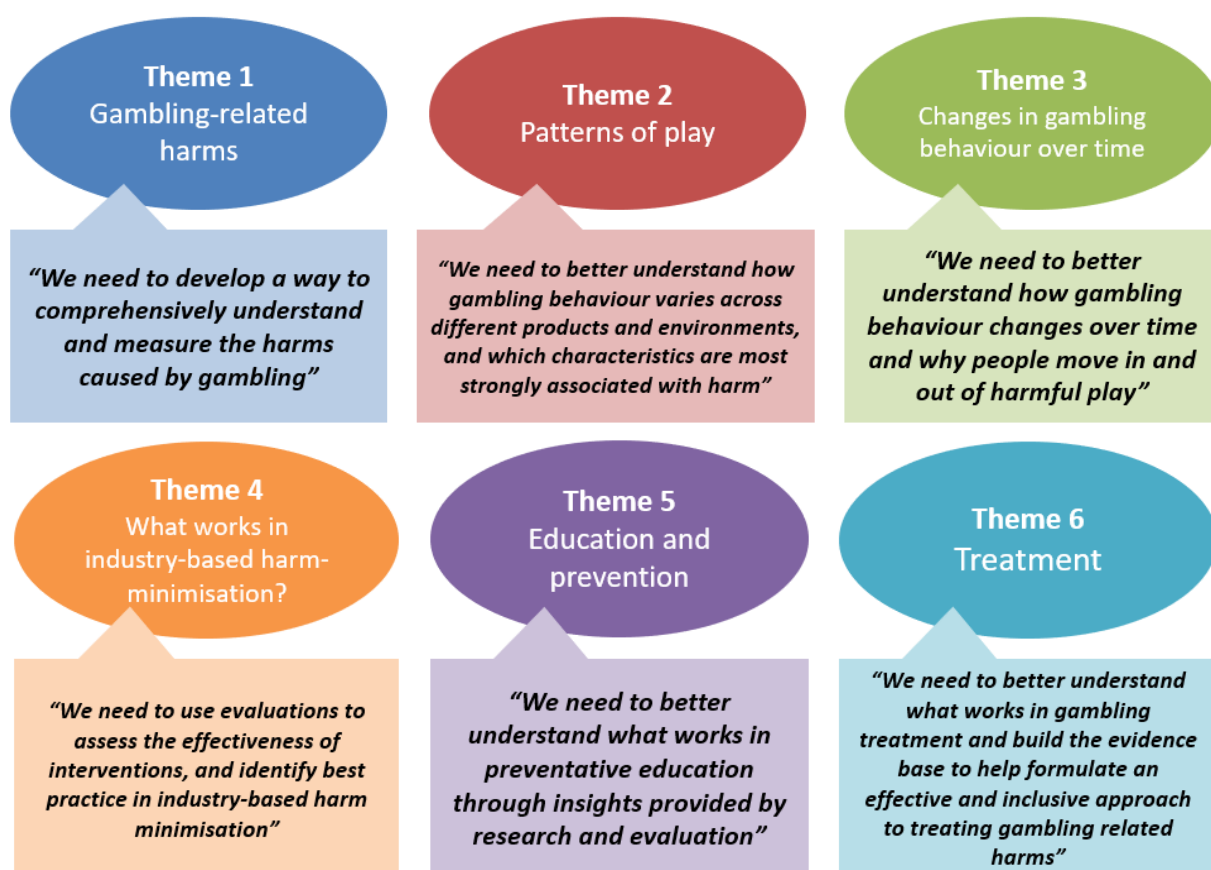 Theme 1
Gambling-related
harms
“We need to develop a way to
comprehensively understand
and measure the harms
caused by gambling”
Theme 2
Patterns of play
“We need to better understand how
gambling behaviour varies across
different products and environments,
and which characteristics are most
strongly associated with harm”
Theme 3
Changes in gambling
behaviour over time
“We need to better
understand how gambling
behaviour changes over time
and why people move in and
out of harmful play”
Theme 4
What works in
industry-based harm-
minimisation?
“We need to use evaluations to
assess the effectiveness of
interventions, and identify best
practice in industry-based harm
minimisation”
Theme 5
Education and
prevention
“We need to better
understand what works in
preventative education
through insights provided by
research and evaluation”
Theme 6
Treatment
“We need to better understand
what works in gambling
treatment and build the evidence
base to help formulate an
effective and inclusive approach
to treating gambling related
harms”